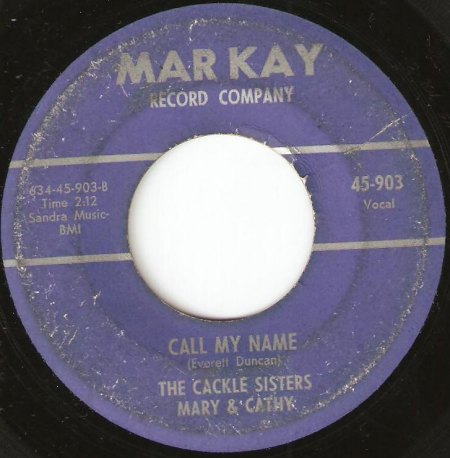 MAR KAY
RECORD COMPANY
634-45-903-B
Time 2:12
Sandra Music-
BMI
45-903
Vocal
CALL MY NAME
(Everett Duncan)
THE CACKLE SISTERS
MARY & CATHY